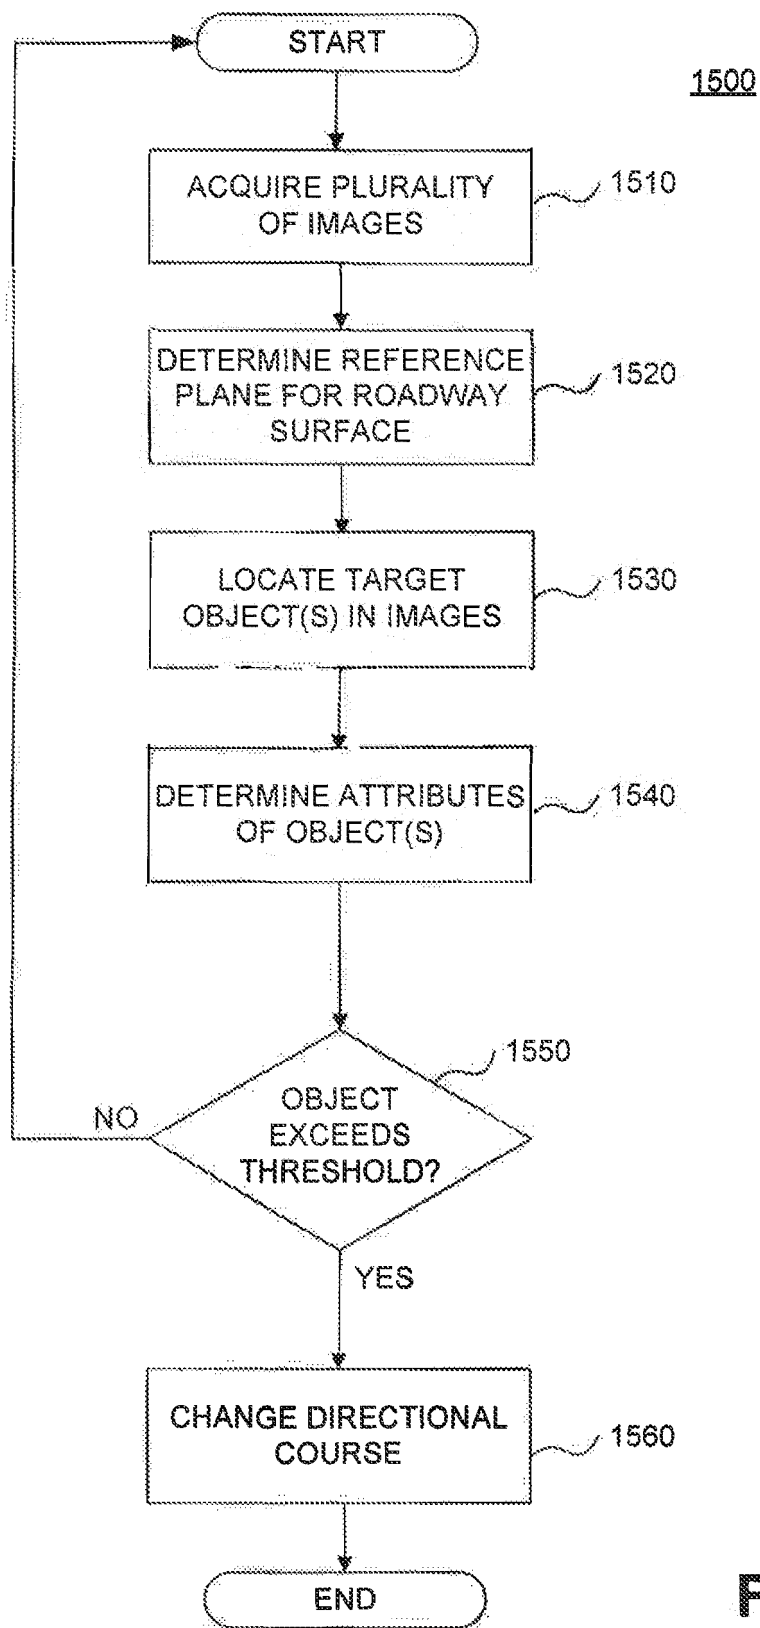 START
1500
ACQUIRE PLURALITY
OF IMAGES
1510
DETERMINE REFERENCE
PLANE FOR ROADWAY
SURFACE
1520
LOCATE TARGET
OBJECT(S) IN IMAGES
1530
DETERMINE ATTRIBUTES
OF OBJECT(S)
1540
1550
OBJECT
EXCEEDS
THRESHOLD?
NO
YES
CHANGE DIRECTIONAL
COURSE
1560
END